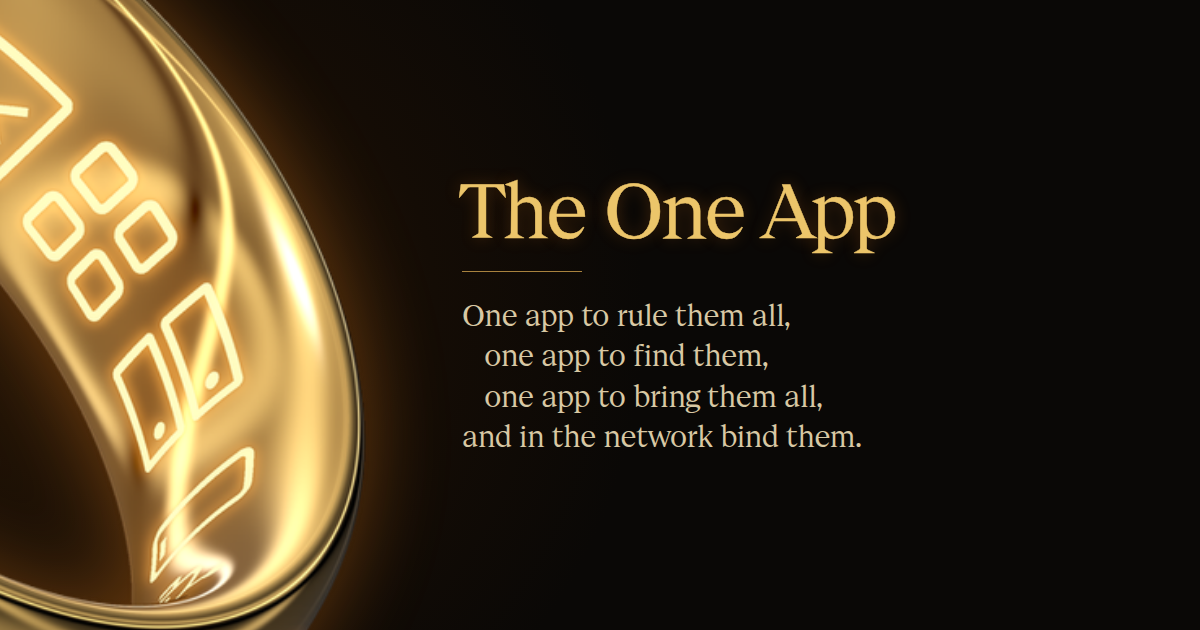 The One App
One app to rule them all,
one app to find them,
one app to bring them all,
and in the network bind them.